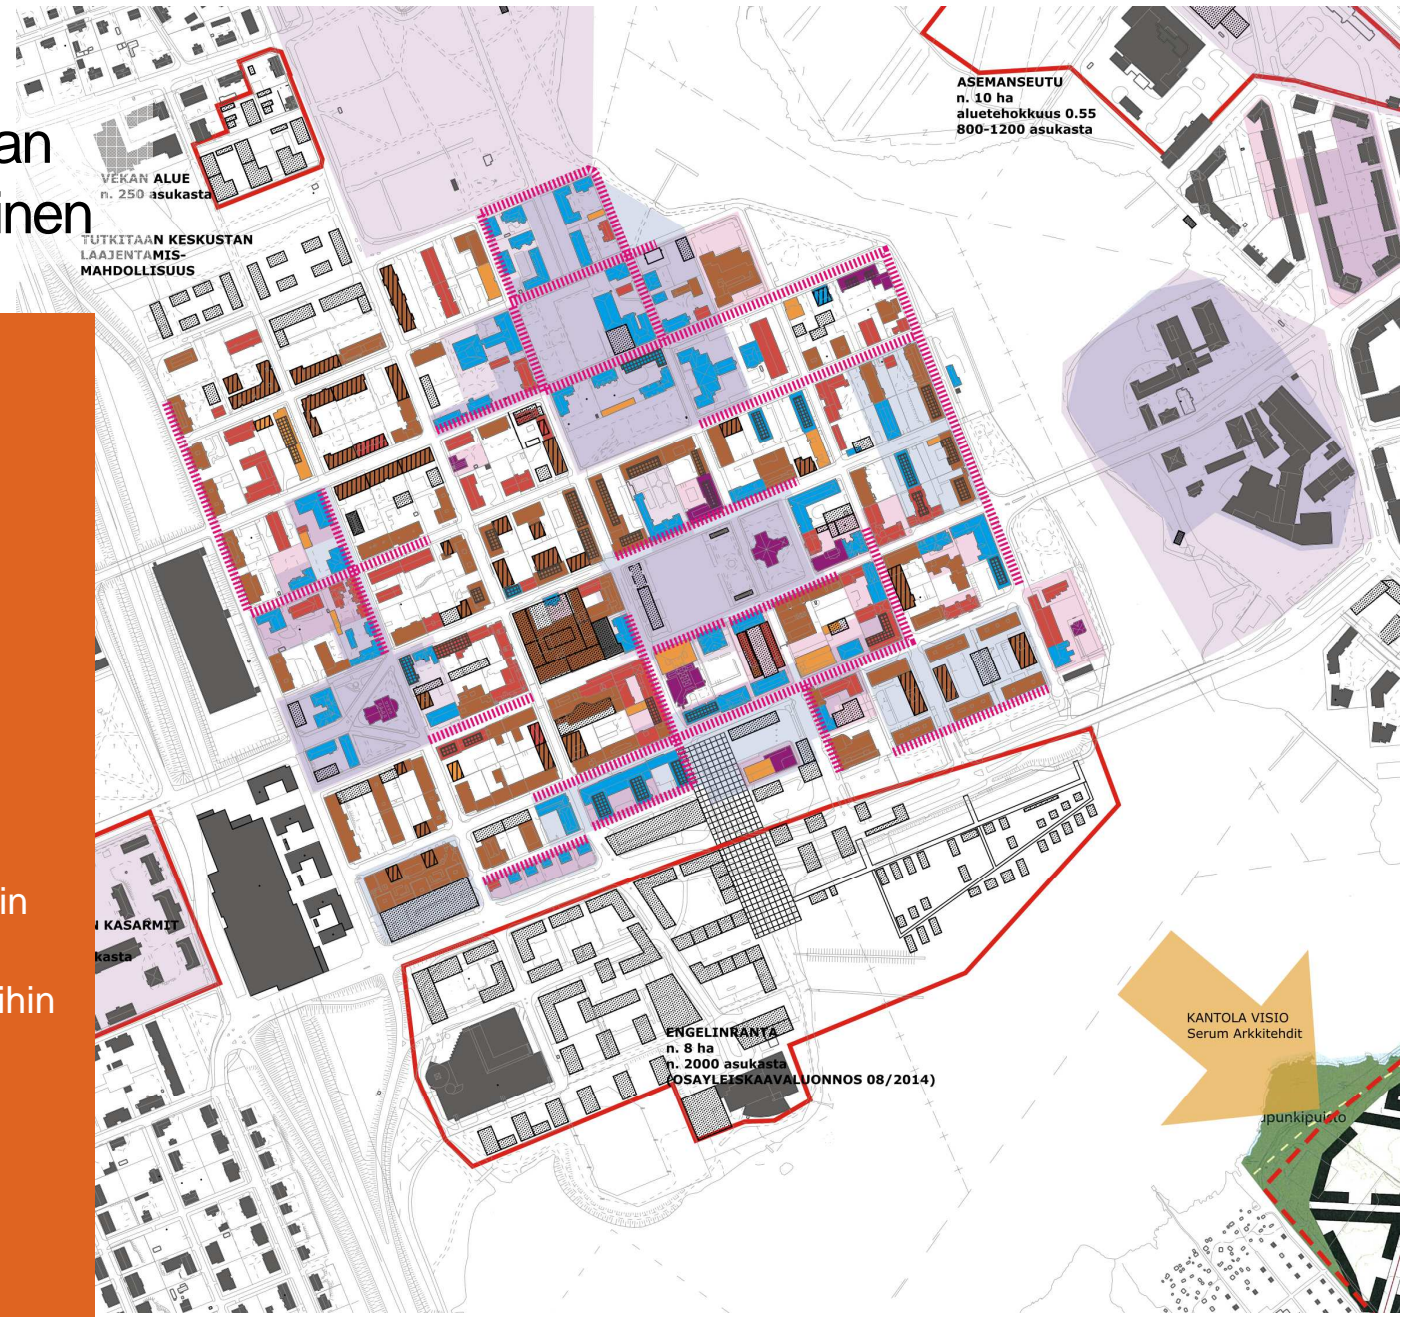 an
inen
VEKAN ALUE
n. 250 asukasta
TUTKITAAN KESKUSTAN
LAAJENTAMIS-
MAHDOLLISUUS
ASEMANSEUTU
n. 10 ha
aluetehokkuus 0.55
800-1200 asukasta
in
ihin
N KASARMIT
kasta
ENGELINRANTA
n. 8 ha
n. 2000 asukasta
(OSAYLEISKAAVALUONNOS 08/2014)
KANTOLA VISIO
Serum Arkkitehdit
upunkipuisto